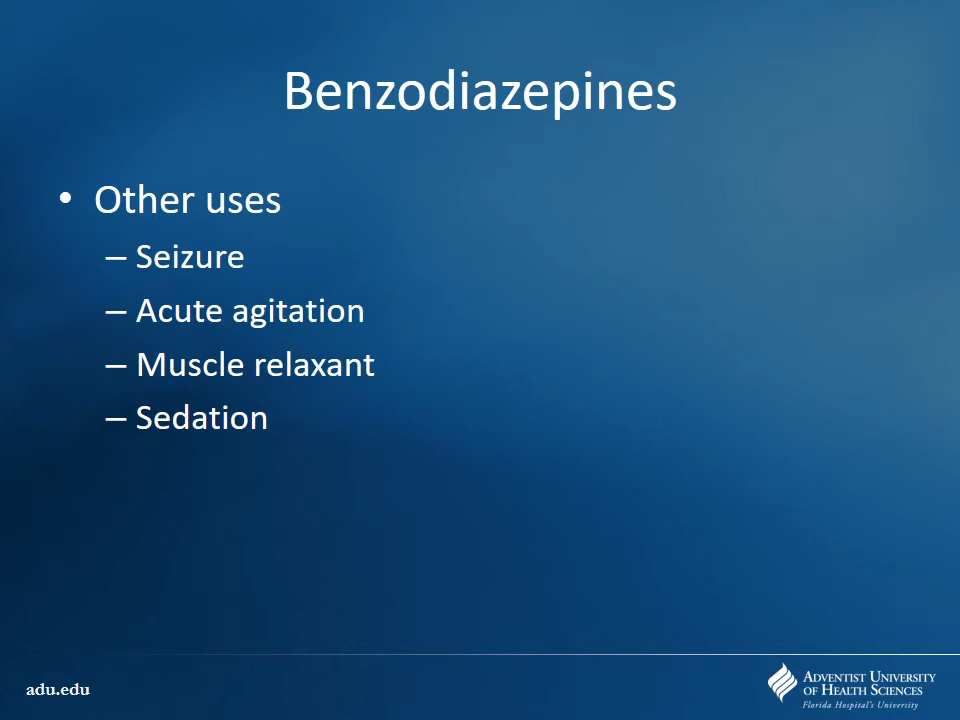 Benzodiazepines
• Other uses
– Seizure
– Acute agitation
– Muscle relaxant
– Sedation
adu.edu
ADVENTIST UNIVERSITY
OF HEALTH SCIENCES
Florida Hospital's University